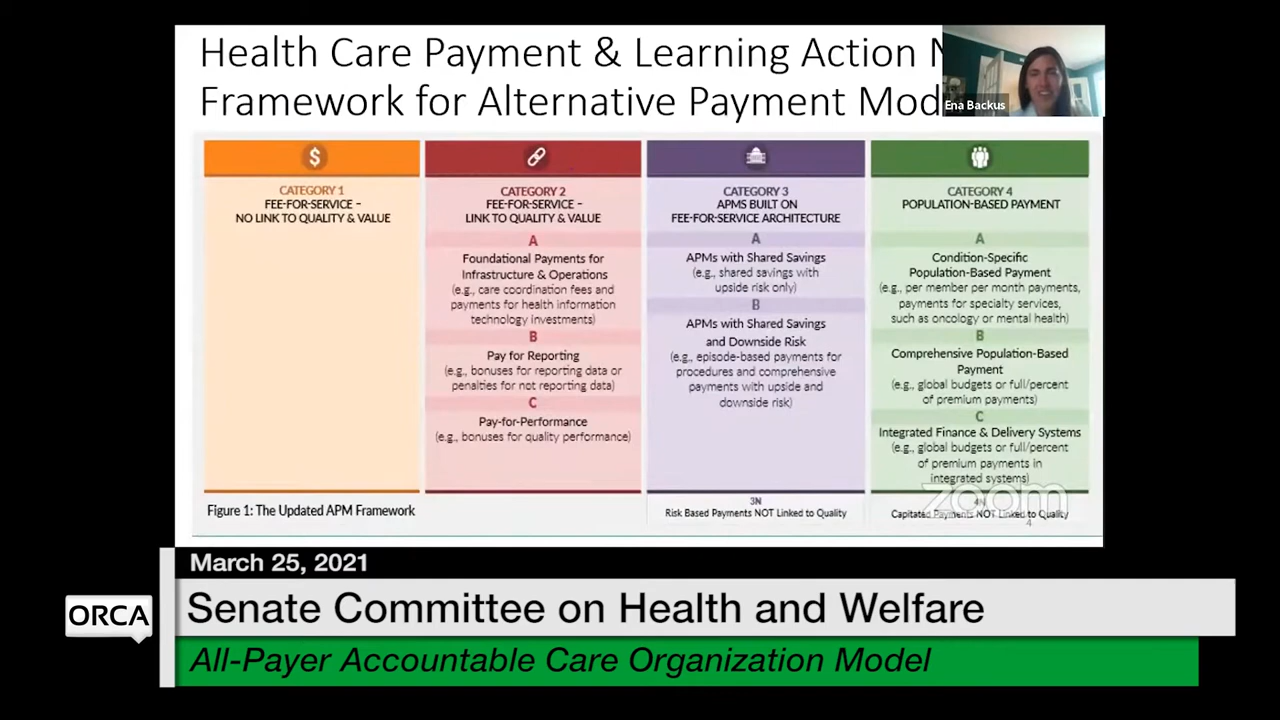 Health Care Payment & Learning Action N
Framework for Alternative Payment Mod
Ena Backus
CATEGORY 1
FEE-FOR-SERVICE –
NO LINK TO QUALITY & VALUE
CATEGORY 2
FEE-FOR-SERVICE –
LINK TO QUALITY & VALUE
A
Foundational Payments for
Infrastructure & Operations
(e.g., care coordination fees and
payments for health information
technology investments)
B
Pay for Reporting
(e.g., bonuses for reporting data or
penalties for not reporting data)
C
Pay-for-Performance
(e.g., bonuses for quality performance)
CATEGORY 3
APMS BUILT ON
FEE-FOR-SERVICE ARCHITECTURE
A
APMs with Shared Savings
(e.g., shared savings with
upside risk only)
B
APMs with Shared Savings
and Downside Risk
(e.g., episode-based payments for
procedures and comprehensive
payments with upside and
downside risk)
3N
Risk Based Payments NOT Linked to Quality
CATEGORY 4
POPULATION-BASED PAYMENT
A
Condition-Specific
Population-Based Payment
(e.g., per member per month payments,
payments for specialty services,
such as oncology or mental health)
B
Comprehensive Population-Based
Payment
(e.g., global budgets or full/percent
of premium payments)
C
Integrated Finance & Delivery Systems
(e.g., global budgets or full/percent
of premium payments in
integrated systems)
4N
Capitated Payments NOT Linked to Quality
zoom
4
Figure 1: The Updated APM Framework
March 25, 2021
ORCA
Senate Committee on Health and Welfare
All-Payer Accountable Care Organization Model